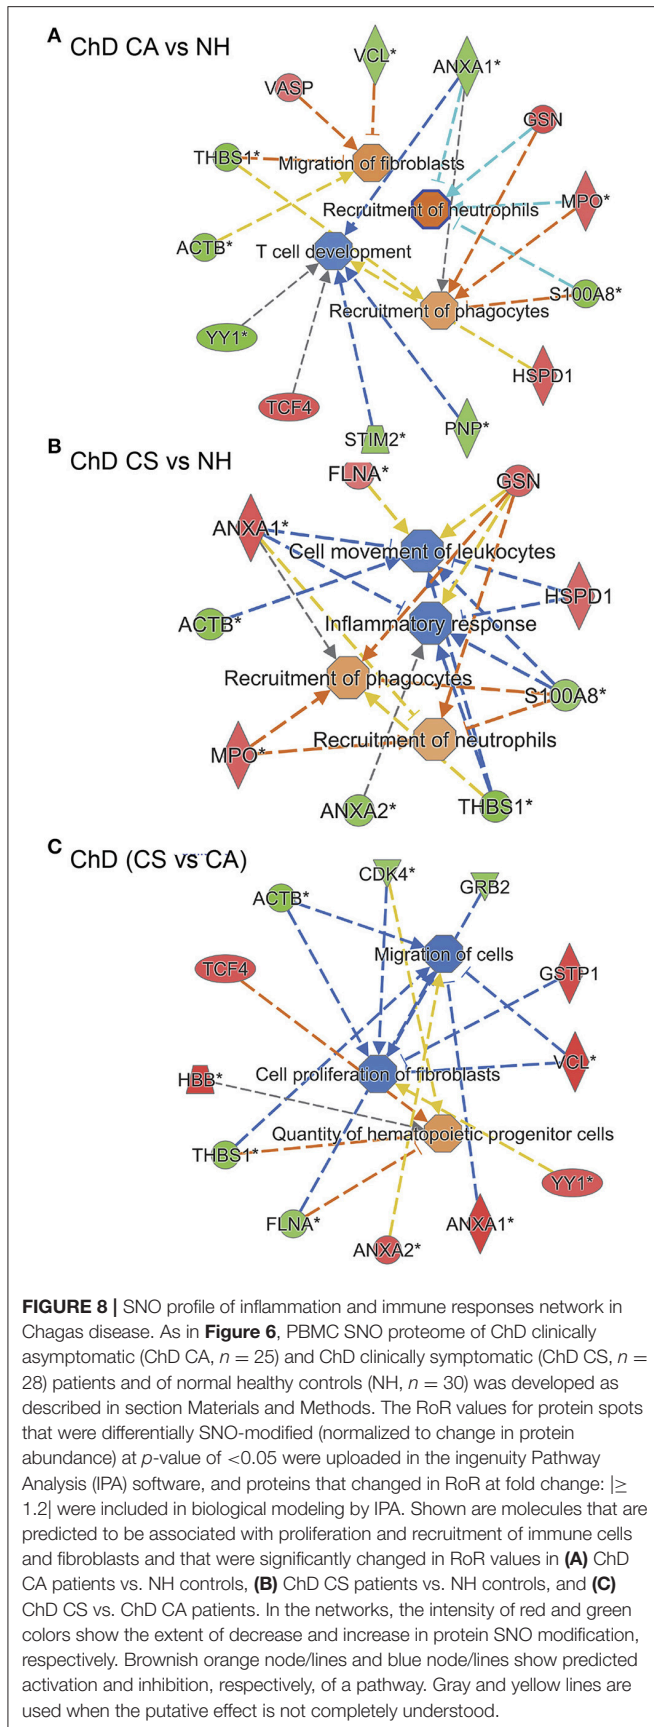 A ChD CA vs NH
VCL*
ANXA1*
VASP
GSN
THBS1*
Migration of fibroblasts
MPO*
Recruitment of neutrophils
ACTB*
T cell development
S100A8*
Recruitment of phagocytes
YY1*
HSPD1
TCF4
STIM2*
PNP*
B ChD CS vs NH
FLNA*
GSN
ANXA1*
Cell movement of leukocytes
HSPD1
ACTB*
Inflammatory response
Recruitment of phagocytes
S100A8*
MPO*
Recruitment of neutrophils
ANXA2*
THBS1*
C ChD (CS vs CA)
CDK4*
GRB2
ACTB*
Migration of cells
TCF4
GSTP1
VCL*
HBB*
Cell proliferation of fibroblasts
Quantity of hematopoietic progenitor cells
THBS1*
YY1*
FLNA*
ANXA1*
ANXA2*
FIGURE 8 | SNO profile of inflammation and immune responses network in
Chagas disease. As in Figure 6, PBMC SNO proteome of ChD clinically
asymptomatic (ChD CA, n = 25) and ChD clinically symptomatic (ChD CS, n =
28) patients and of normal healthy controls (NH, n = 30) was developed as
described in section Materials and Methods. The RoR values for protein spots
that were differentially SNO-modified (normalized to change in protein
abundance) at p-value of <0.05 were uploaded in the ingenuity Pathway
Analysis (IPA) software, and proteins that changed in RoR at fold change: |≥
1.2| were included in biological modeling by IPA. Shown are molecules that are
predicted to be associated with proliferation and recruitment of immune cells
and fibroblasts and that were significantly changed in RoR values in (A) ChD
CA patients vs. NH controls, (B) ChD CS patients vs. NH controls, and (C)
ChD CS vs. ChD CA patients. In the networks, the intensity of red and green
colors show the extent of decrease and increase in protein SNO modification,
respectively. Brownish orange node/lines and blue node/lines show predicted
activation and inhibition, respectively, of a pathway. Gray and yellow lines are
used when the putative effect is not completely understood.